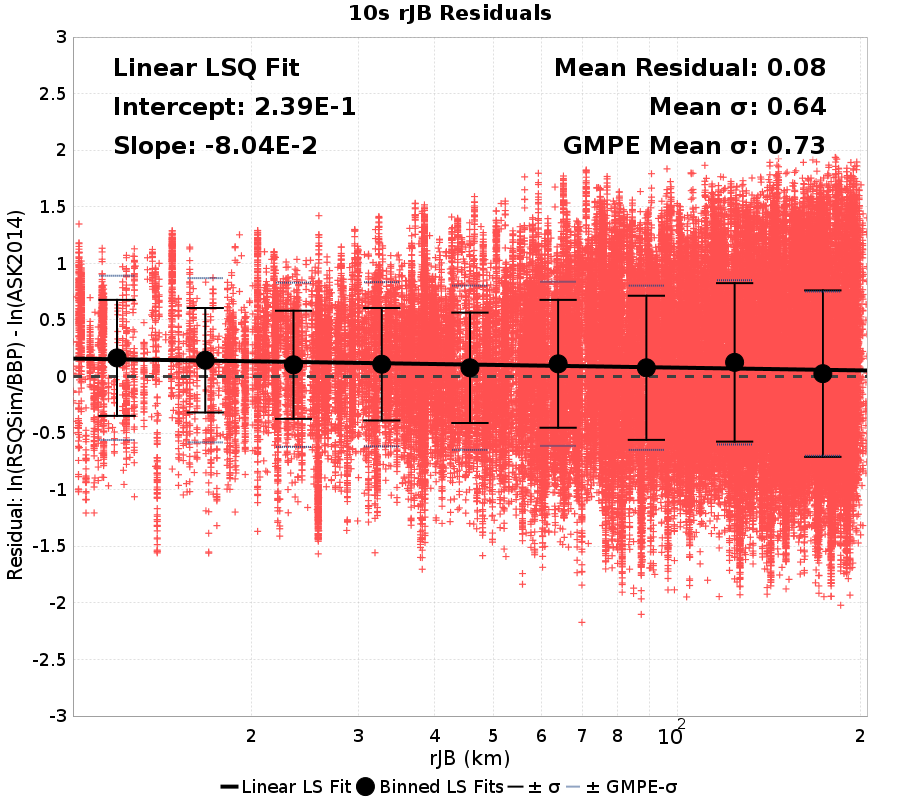 10s rJB Residuals
Linear LSQ Fit
Intercept: 2.39E-1
Slope: -8.04E-2
Mean Residual: 0.08
Mean σ: 0.64
GMPE Mean σ: 0.73
Residual: ln(RSQSim/BBP) - ln(ASK2014)
3
2.5
2
1.5
1
0.5
0
-0.5
-1
-1.5
-2
-2.5
-3
2 3 4 5 6 7 8 10^2 2
rJB (km)
Linear LS Fit Binned LS Fits ± σ ± GMPE-σ